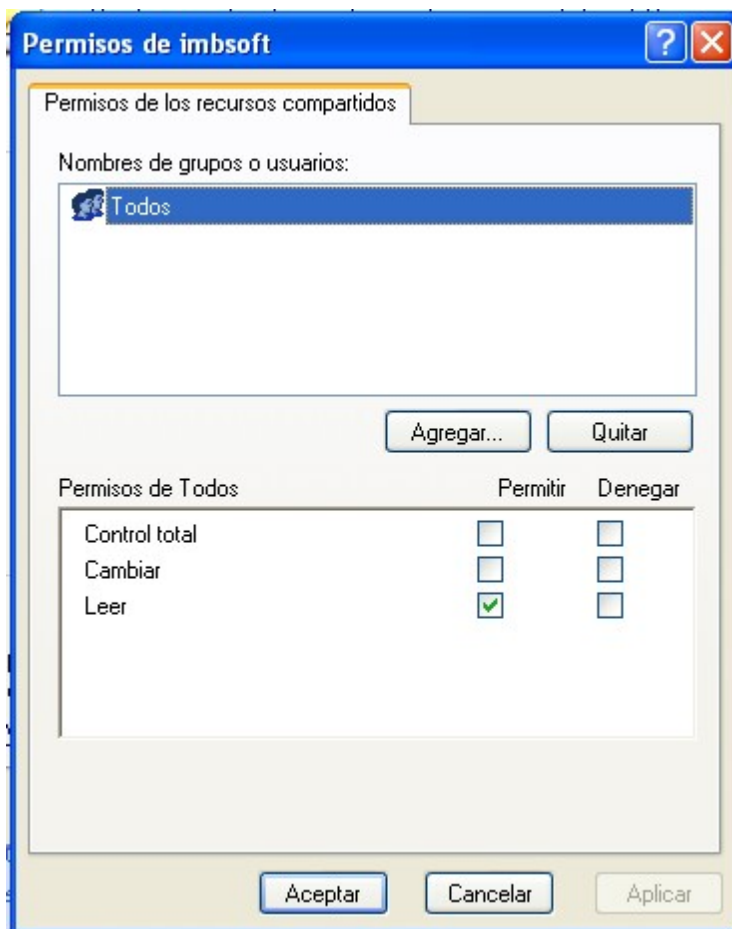 Permisos de imbsoft
Permisos de los recursos compartidos
Nombres de grupos o usuarios:
Todos
Agregar... Quitar
Permisos de Todos Permitir Denegar
Control total
Cambiar
Leer
Aceptar Cancelar Aplicar